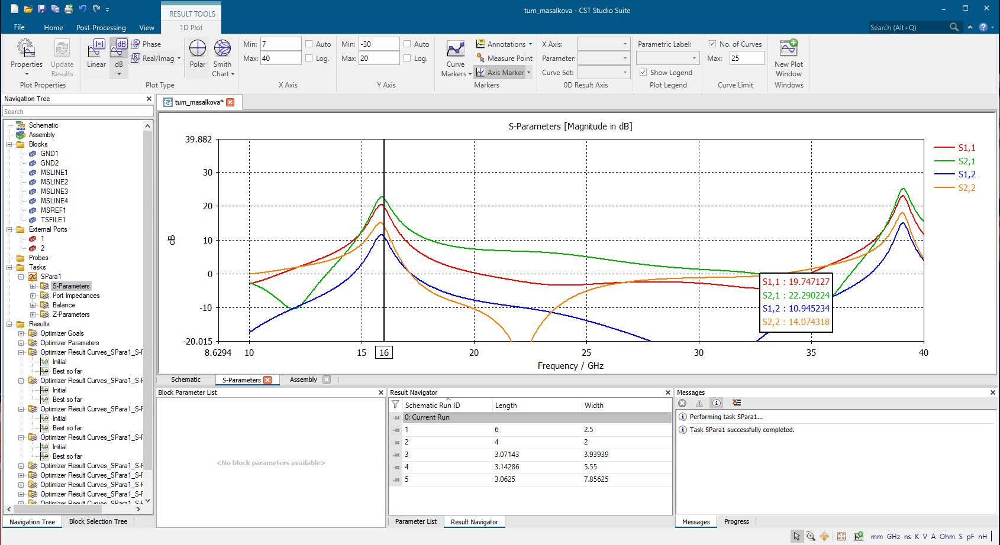 tum_masalkova - CST Studio Suite
RESULT TOOLS
File Home Post-Processing View 1D Plot
Search (Alt+Q)
Properties
Update Results
Plot Properties
Linear
dB
Phase
Real/Imag
Polar
Smith Chart
Plot Type
Min: 7 Auto
Max: 40 Log.
X Axis
Min: -30 Auto
Max: 20 Log.
Y Axis
Curve Markers
Annotations
Measure Point
Axis Marker
Markers
X Axis:
Parameter:
Curve Set:
0D Result Axis
Parametric Label:
Show Legend
Plot Legend
No. of Curves
Max: 25
Curve Limit
New Plot Window
Windows
Navigation Tree
Search
Schematic
Assembly
Blocks
GND1
GND2
MSLINE1
MSLINE2
MSLINE3
MSLINE4
MSREF1
TSFILE1
External Ports
1
2
Probes
Tasks
SPara1
S-Parameters
Port Impedances
Balance
Z-Parameters
Results
Optimizer Goals
Optimizer Parameters
Optimizer Result Curves_SPara1_S-F
Initial
Best so far
Optimizer Result Curves_SPara1_S-F
Initial
Best so far
Optimizer Result Curves_SPara1_S-F
Initial
Best so far
Optimizer Result Curves_SPara1_S-F
Initial
Best so far
Optimizer Result Curves_SPara1_S-F
Optimizer Result Curves_SPara1_S-F
Optimizer Result Curves_SPara1_S-F
Optimizer Result Curves_SPara1_S-F
Optimizer Result Curves_SPara1_S-F
Navigation Tree Block Selection Tree
tum_masalkova*
S-Parameters [Magnitude in dB]
39.882
30
20
10
0
-10
-20.015
dB
8.6294 10 15 16 20 25 30 35 40
Frequency / GHz
S1,1
S2,1
S1,2
S2,2
S1,1 : 19.747127
S2,1 : 22.290224
S1,2 : 10.945234
S2,2 : 14.074318
Schematic S-Parameters Assembly
Block Parameter List
<No block parameters available>
Result Navigator
Schematic Run ID Length Width
0: Current Run
1 6 2.5
2 4 2
3 3.07143 3.93939
4 3.14286 5.55
5 3.0625 7.85625
Parameter List Result Navigator
Messages
Performing task SPara1...
Task SPara1 successfully completed.
Messages Progress
mm GHz ns K V A Ohm S pF nH